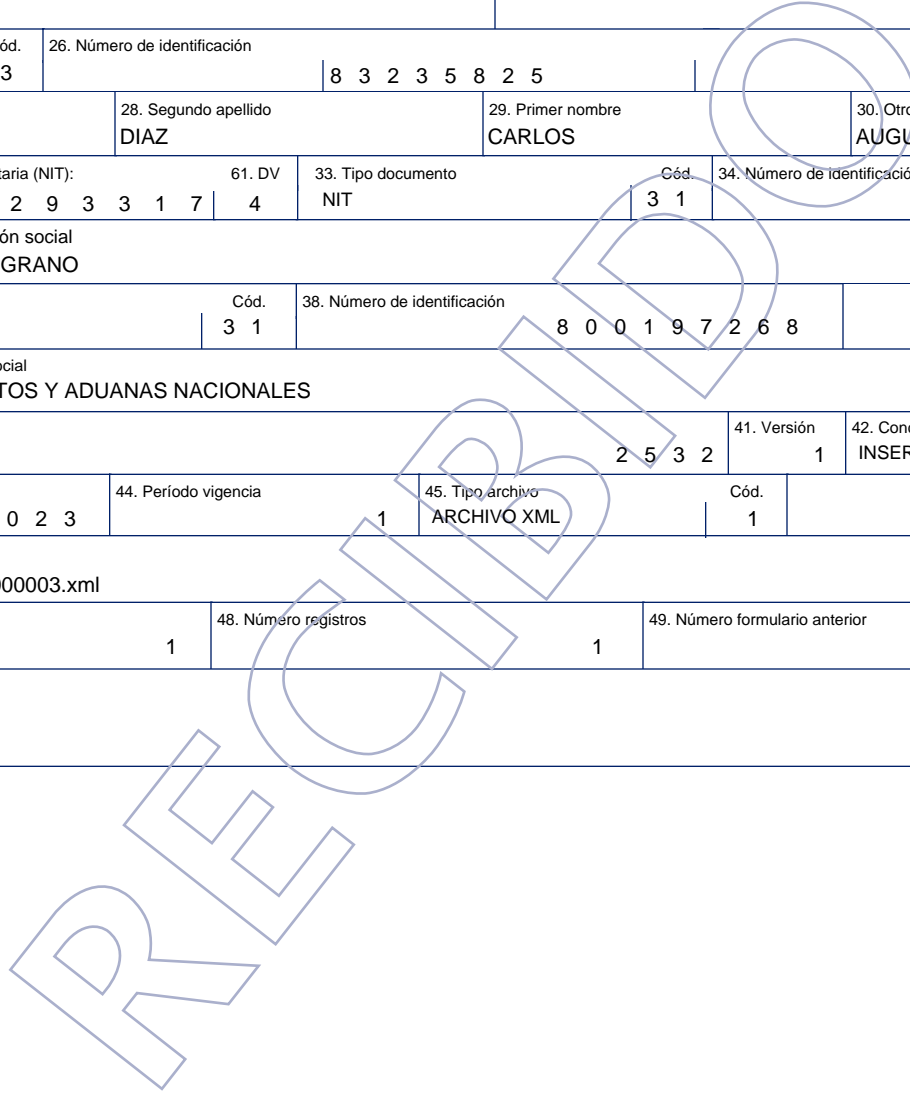 ód. 26. Número de identificación
3 8 3 2 3 5 8 2 5
28. Segundo apellido 29. Primer nombre 30. Otro
DIAZ CARLOS AUGU
taria (NIT): 61. DV 33. Tipo documento Cód. 34. Número de identificació
2 9 3 3 1 7 4 NIT 3 1
ón social
GRANO
Cód. 38. Número de identificación
3 1 8 0 0 1 9 7 2 6 8
ocial
TOS Y ADUANAS NACIONALES
41. Versión 42. Conc
2 5 3 2 1 INSER
44. Período vigencia 45. Tipo archivo Cód.
0 2 3 1 ARCHIVO XML 1
000003.xml
48. Número registros 49. Número formulario anterior
1 1
RECIBIDO